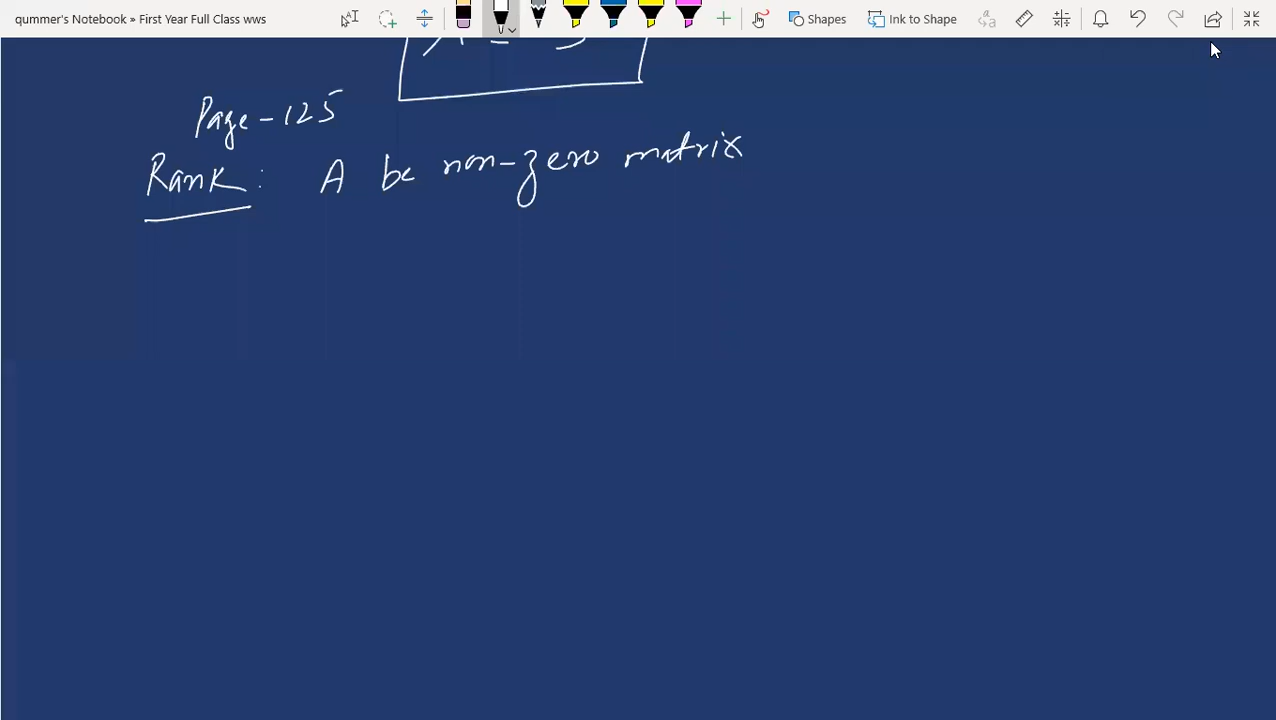 qummer's Notebook » First Year Full Class wws
Shapes
Ink to Shape
Page - 125
Rank : A be non-zero matrix